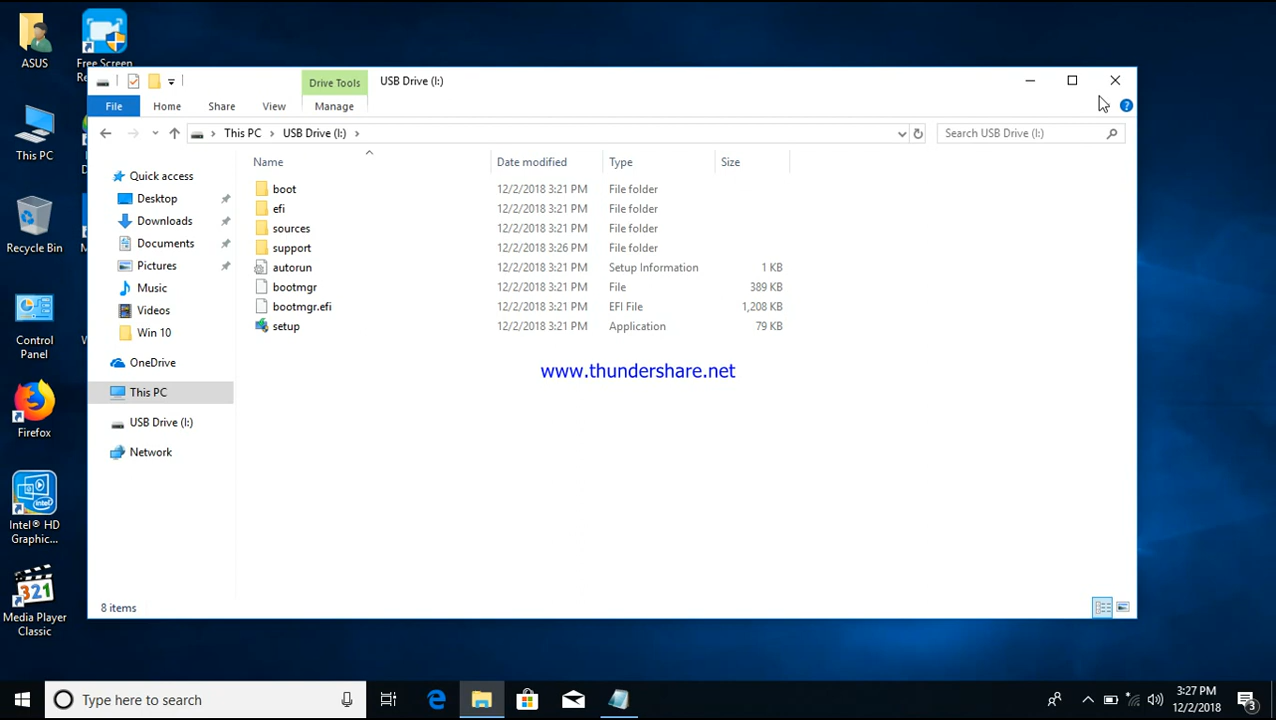 ASUS
Free Screen
Re
This PC
Recycle Bin
Control
Panel
Firefox
Intel® HD
Graphic...
Media Player
Classic
Drive Tools
USB Drive (I:)
File
Home
Share
View
Manage
This PC > USB Drive (I:) >
Search USB Drive (I:)
Name
Date modified
Type
Size
Quick access
Desktop
Downloads
Documents
Pictures
Music
Videos
Win 10
OneDrive
This PC
USB Drive (I:)
Network
boot 12/2/2018 3:21 PM File folder
efi 12/2/2018 3:21 PM File folder
sources 12/2/2018 3:21 PM File folder
support 12/2/2018 3:26 PM File folder
autorun 12/2/2018 3:21 PM Setup Information 1 KB
bootmgr 12/2/2018 3:21 PM File 389 KB
bootmgr.efi 12/2/2018 3:21 PM EFI File 1,208 KB
setup 12/2/2018 3:21 PM Application 79 KB
www.thundershare.net
8 items
Type here to search
3:27 PM
12/2/2018
3